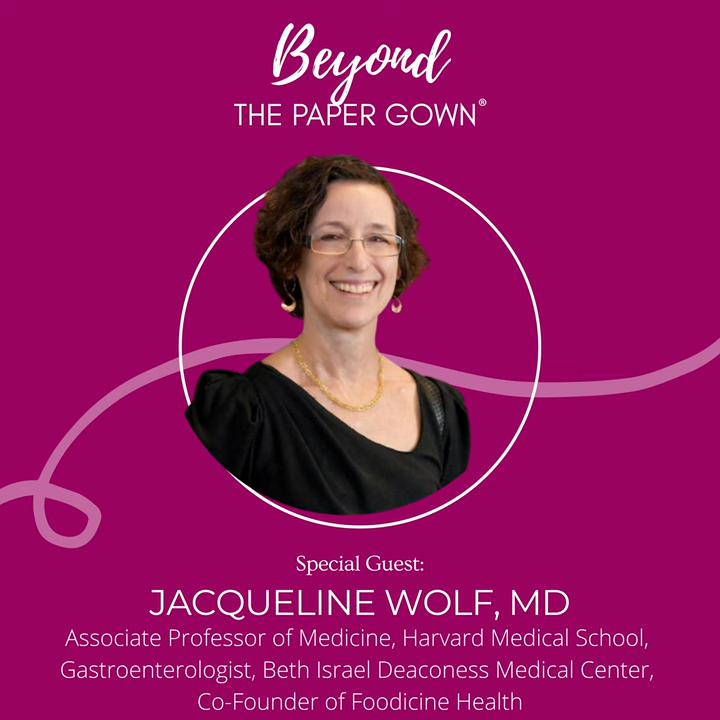 Beyond
THE PAPER GOWN®
Special Guest:
JACQUELINE WOLF, MD
Associate Professor of Medicine, Harvard Medical School,
Gastroenterologist, Beth Israel Deaconess Medical Center,
Co-Founder of Foodicine Health